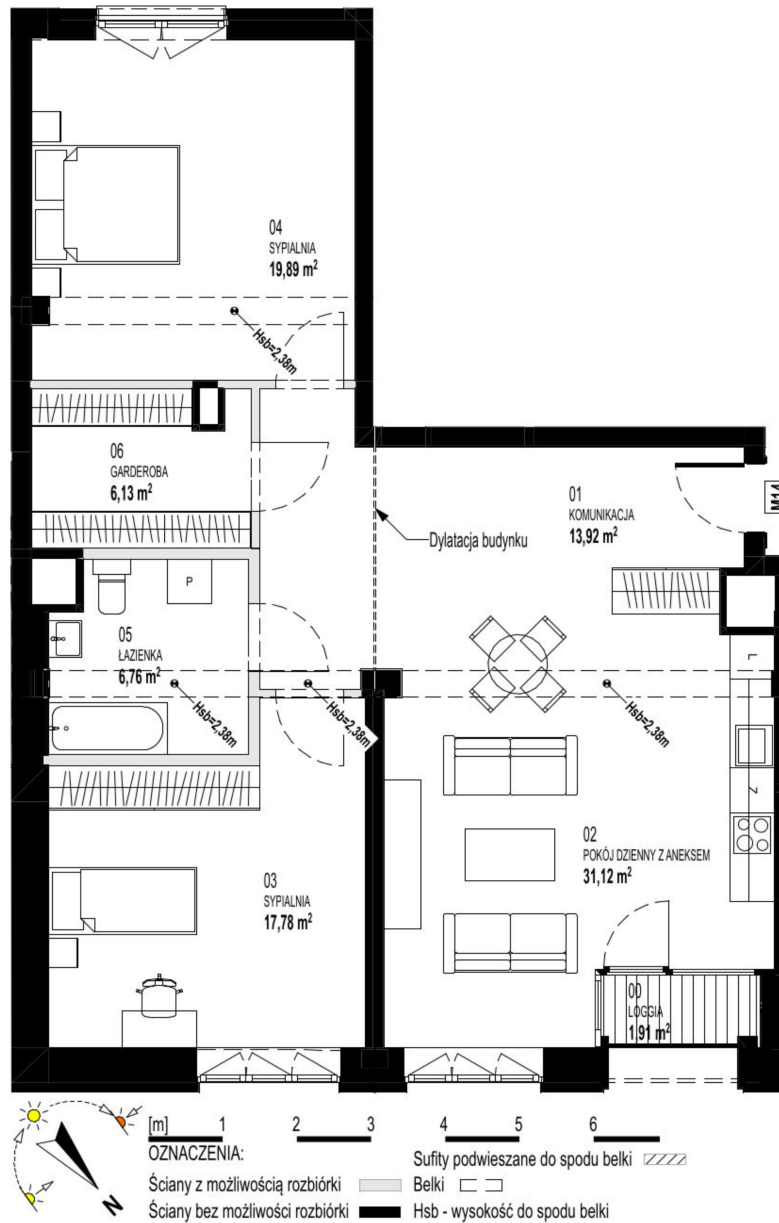 04
SYPIALNIA
19,89 m²
Hsb=2,38m
06
GARDEROBA
6,13 m²
01
KOMUNIKACJA
13,92 m²
M14
Dylatacja budynku
P
05
ŁAZIENKA
6,76 m²
Hsb=2,38m
Hsb=2,38m
Hsb=2,38m
L
Z
02
POKÓJ DZIENNY Z ANEKSEM
31,12 m²
03
SYPIALNIA
17,78 m²
00
LOGGIA
1,91 m²
N
[m] 1 2 3 4 5 6
OZNACZENIA:
Sufity podwieszane do spodu belki
Ściany z możliwością rozbiórki
Belki
Ściany bez możliwości rozbiórki
Hsb - wysokość do spodu belki